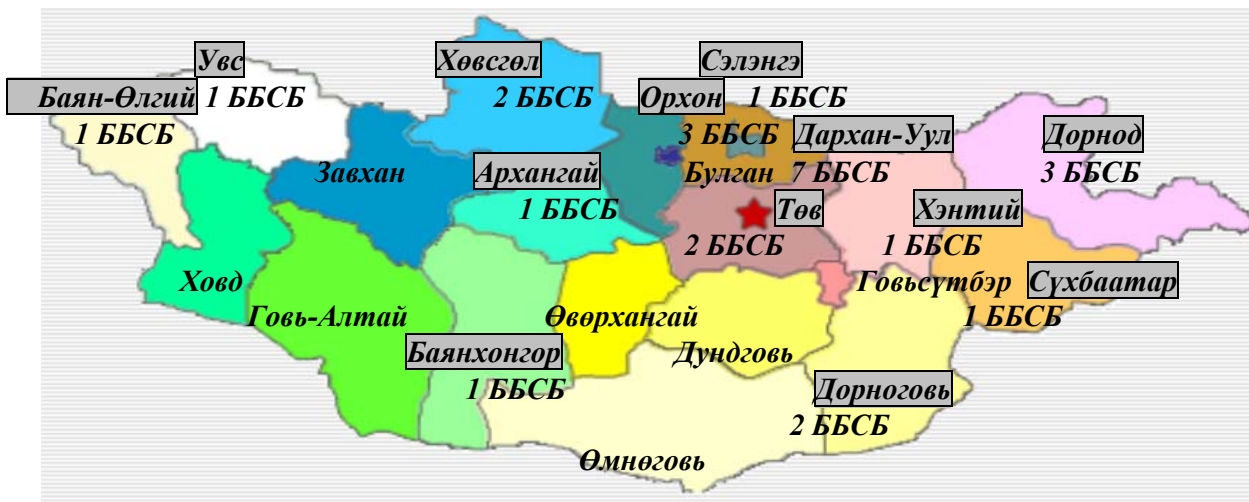 Увс
Баян-Өлгий 1 ББСБ
1 ББСБ
Хөвсгөл
2 ББСБ
Сэлэнгэ
Орхон 1 ББСБ
3 ББСБ Дархан-Уул
Булган 7 ББСБ
Дорнод
3 ББСБ
Завхан
Архангай
1 ББСБ
Төв
2 ББСБ
Хэнтий
1 ББСБ
Ховд
Говь-Алтай
Өвөрхангай
Говьсүтбэр
Сүхбаатар
1 ББСБ
Баянхонгор
1 ББСБ
Дундговь
Дорноговь
2 ББСБ
Өмнөговь